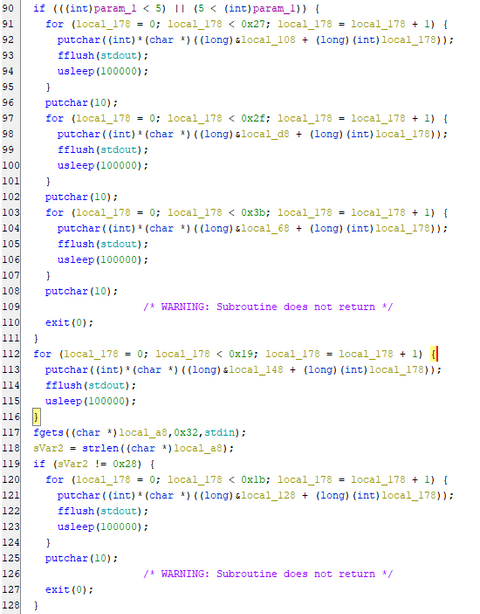 90 if (((int)param_1 < 5) || (5 < (int)param_1)) {
91 for (local_178 = 0; local_178 < 0x27; local_178 = local_178 + 1) {
92 putchar((int)*(char *)((long)&local_108 + (long)(int)local_178));
93 fflush(stdout);
94 usleep(100000);
95 }
96 putchar(10);
97 for (local_178 = 0; local_178 < 0x2f; local_178 = local_178 + 1) {
98 putchar((int)*(char *)((long)&local_d8 + (long)(int)local_178));
99 fflush(stdout);
100 usleep(100000);
101 }
102 putchar(10);
103 for (local_178 = 0; local_178 < 0x3b; local_178 = local_178 + 1) {
104 putchar((int)*(char *)((long)&local_68 + (long)(int)local_178));
105 fflush(stdout);
106 usleep(100000);
107 }
108 putchar(10);
109 /* WARNING: Subroutine does not return */
110 exit(0);
111 }
112 for (local_178 = 0; local_178 < 0x19; local_178 = local_178 + 1) {
113 putchar((int)*(char *)((long)&local_148 + (long)(int)local_178));
114 fflush(stdout);
115 usleep(100000);
116 }
117 fgets((char *)local_a8,0x32,stdin);
118 sVar2 = strlen((char *)local_a8);
119 if (sVar2 != 0x28) {
120 for (local_178 = 0; local_178 < 0x1b; local_178 = local_178 + 1) {
121 putchar((int)*(char *)((long)&local_128 + (long)(int)local_178));
122 fflush(stdout);
123 usleep(100000);
124 }
125 putchar(10);
126 /* WARNING: Subroutine does not return */
127 exit(0);
128 }